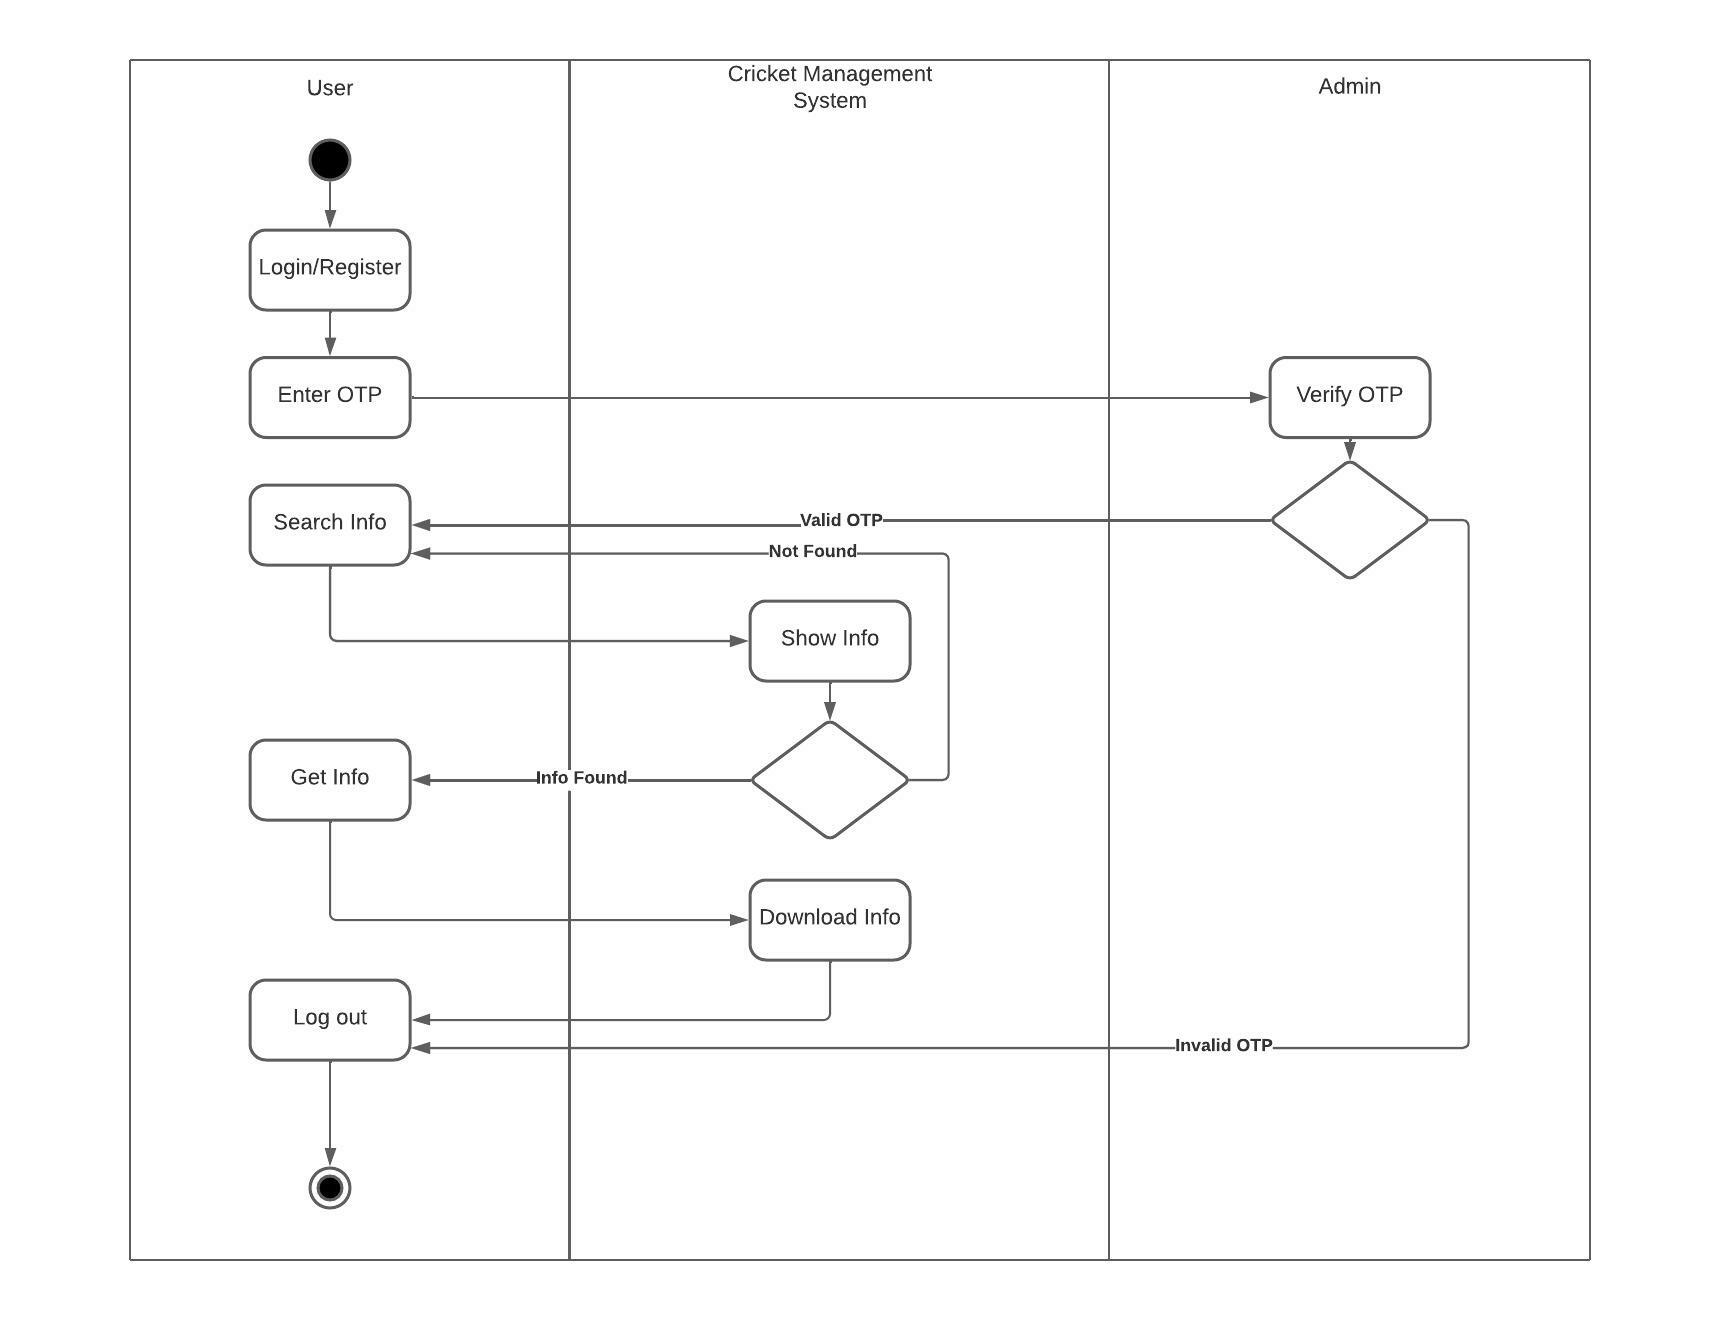 User
Cricket Management
System
Admin
Login/Register
Enter OTP
Verify OTP
Search Info
Valid OTP
Not Found
Show Info
Get Info
Info Found
Download Info
Log out
Invalid OTP